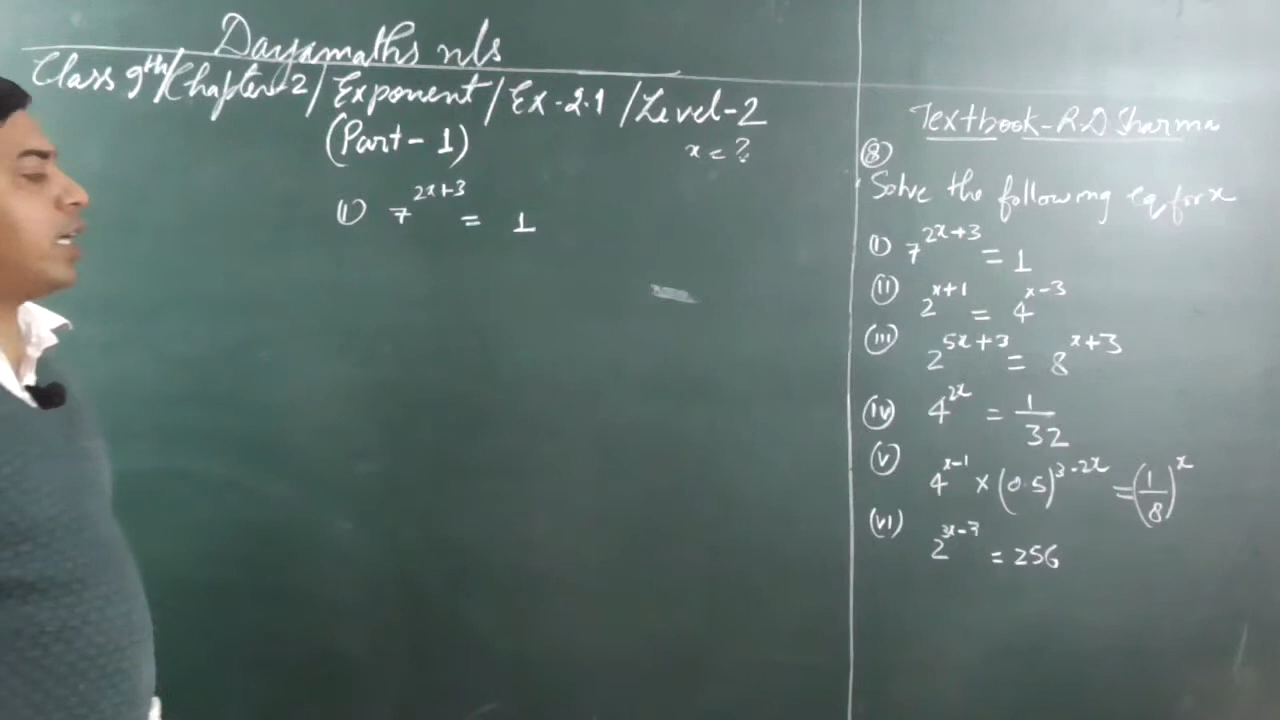 Dayamaths nls
Class 9th/Chapter-2/Exponent/Ex-2.1/Level-2
(Part-1)
x = ?
(i) 7^(2x+3) = 1
Textbook-R.D Sharma
(8)
Solve the following eq for x
(i) 7^(2x+3) = 1
(ii) 2^(x+1) = 4^(x-3)
(iii) 2^(5x+3) = 8^(x+3)
(iv) 4^(2x) = 1/32
(v) 4^(x-1) × (0.5)^(3-2x) = (1/8)^x
(vi) 2^(3x-7) = 256